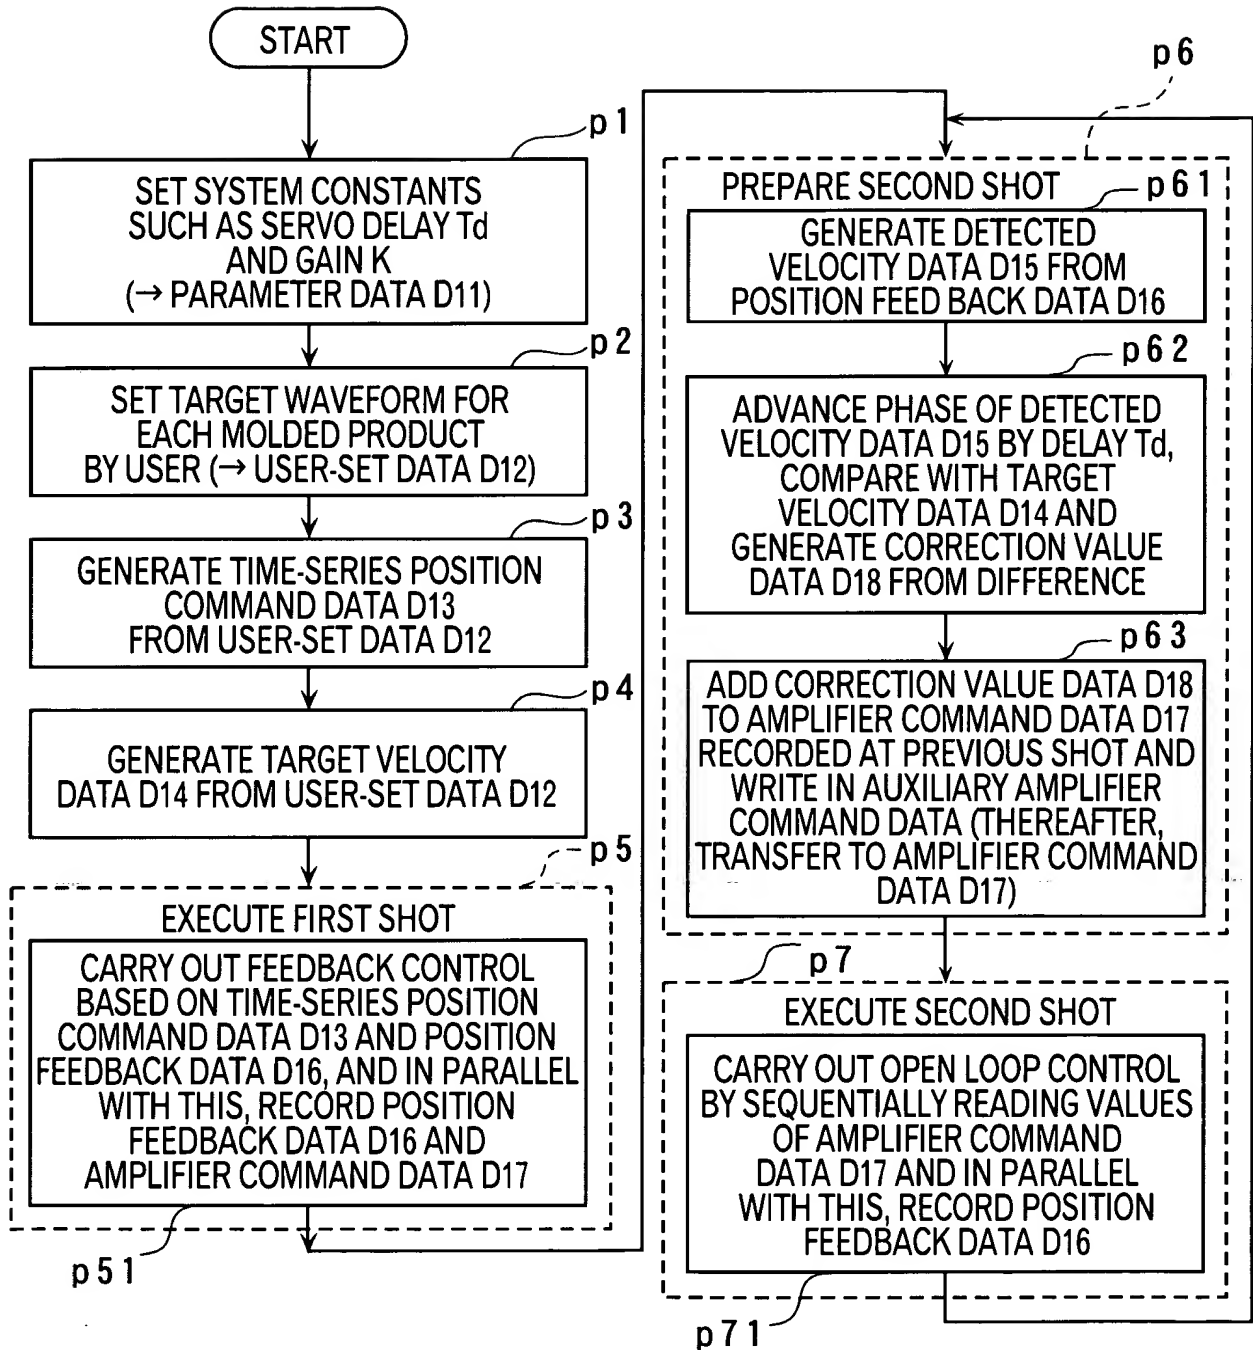 START
p1
SET SYSTEM CONSTANTS
SUCH AS SERVO DELAY Td
AND GAIN K
(→ PARAMETER DATA D11)
p2
SET TARGET WAVEFORM FOR
EACH MOLDED PRODUCT
BY USER (→ USER-SET DATA D12)
p3
GENERATE TIME-SERIES POSITION
COMMAND DATA D13
FROM USER-SET DATA D12
p4
GENERATE TARGET VELOCITY
DATA D14 FROM USER-SET DATA D12
p5
EXECUTE FIRST SHOT
CARRY OUT FEEDBACK CONTROL
BASED ON TIME-SERIES POSITION
COMMAND DATA D13 AND POSITION
FEEDBACK DATA D16, AND IN PARALLEL
WITH THIS, RECORD POSITION
FEEDBACK DATA D16 AND
AMPLIFIER COMMAND DATA D17
p51
p6
PREPARE SECOND SHOT
p61
GENERATE DETECTED
VELOCITY DATA D15 FROM
POSITION FEED BACK DATA D16
p62
ADVANCE PHASE OF DETECTED
VELOCITY DATA D15 BY DELAY Td,
COMPARE WITH TARGET
VELOCITY DATA D14 AND
GENERATE CORRECTION VALUE
DATA D18 FROM DIFFERENCE
p63
ADD CORRECTION VALUE DATA D18
TO AMPLIFIER COMMAND DATA D17
RECORDED AT PREVIOUS SHOT AND
WRITE IN AUXILIARY AMPLIFIER
COMMAND DATA (THEREAFTER,
TRANSFER TO AMPLIFIER COMMAND
DATA D17)
p7
EXECUTE SECOND SHOT
CARRY OUT OPEN LOOP CONTROL
BY SEQUENTIALLY READING VALUES
OF AMPLIFIER COMMAND
DATA D17 AND IN PARALLEL
WITH THIS, RECORD POSITION
FEEDBACK DATA D16
p71